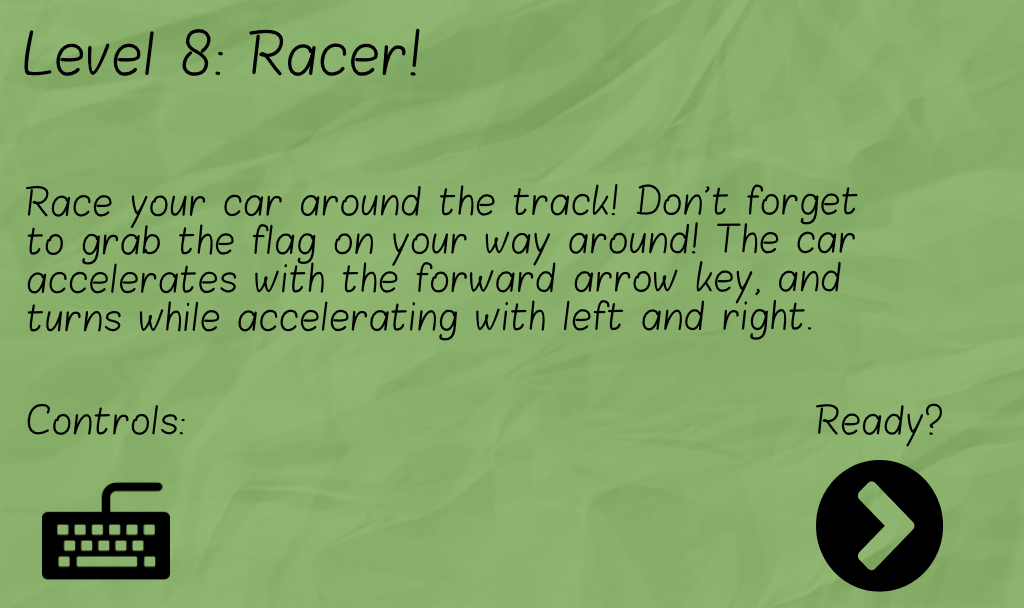 Level 8: Racer!
Race your car around the track! Don't forget
to grab the flag on your way around! The car
accelerates with the forward arrow key, and
turns while accelerating with left and right.
Controls:
Ready?